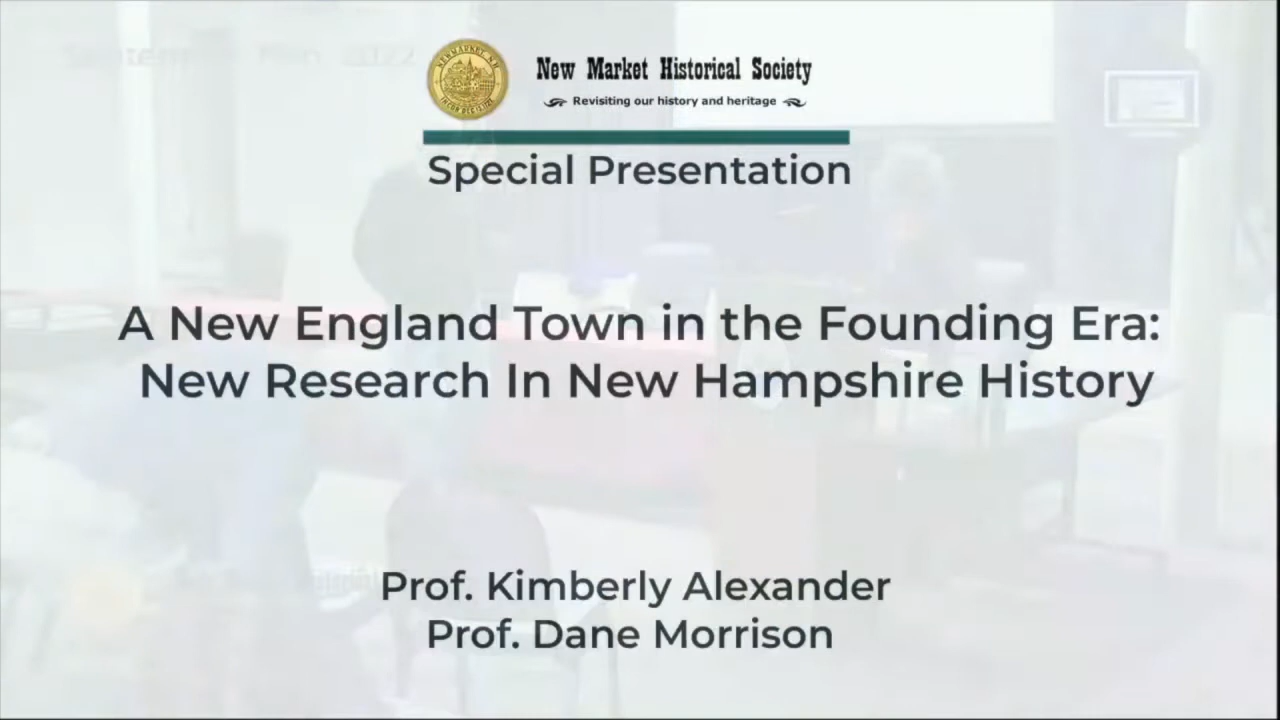 New Market Historical Society
Revisiting our history and heritage
Special Presentation
A New England Town in the Founding Era:
New Research In New Hampshire History
Prof. Kimberly Alexander
Prof. Dane Morrison